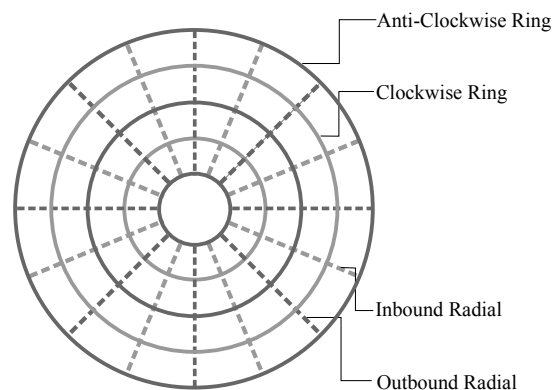 Anti-Clockwise Ring
Clockwise Ring
Inbound Radial
Outbound Radial